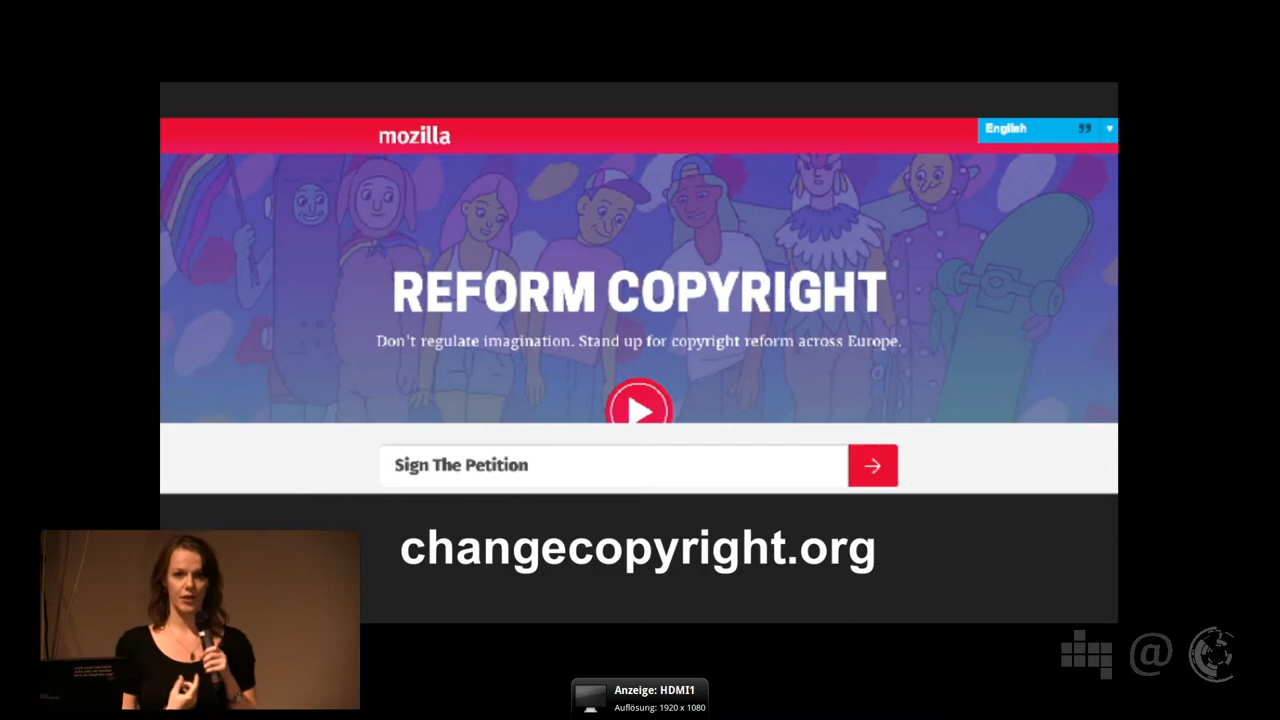 mozilla
English
REFORM COPYRIGHT
Don't regulate imagination. Stand up for copyright reform across Europe.
Sign The Petition
changecopyright.org
@
Anzeige: HDMI1
Auflösung: 1920 x 1080